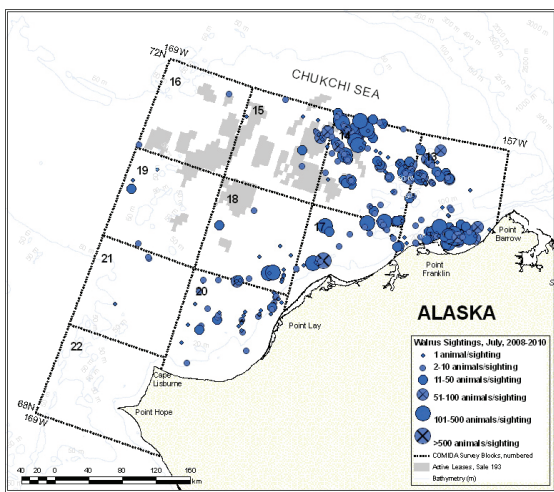 169W
72N
CHUKCHI SEA
16
15
14
157W
13
19
18
17
Point
Barrow
21
20
Point
Franklin
ALASKA
Point Lay
22
Cape
Lisburne
68N
169W
Point Hope
Walrus Sightings, July, 2008-2010
1 animal/sighting
2-10 animals/sighting
11-50 animals/sighting
51-100 animals/sighting
101-500 animals/sighting
>500 animals/sighting
COMIDA Survey Blocks, numbered
Active Leases, Sale 193
Bathymetry (m)
40 20 0 40 80 120 160
km